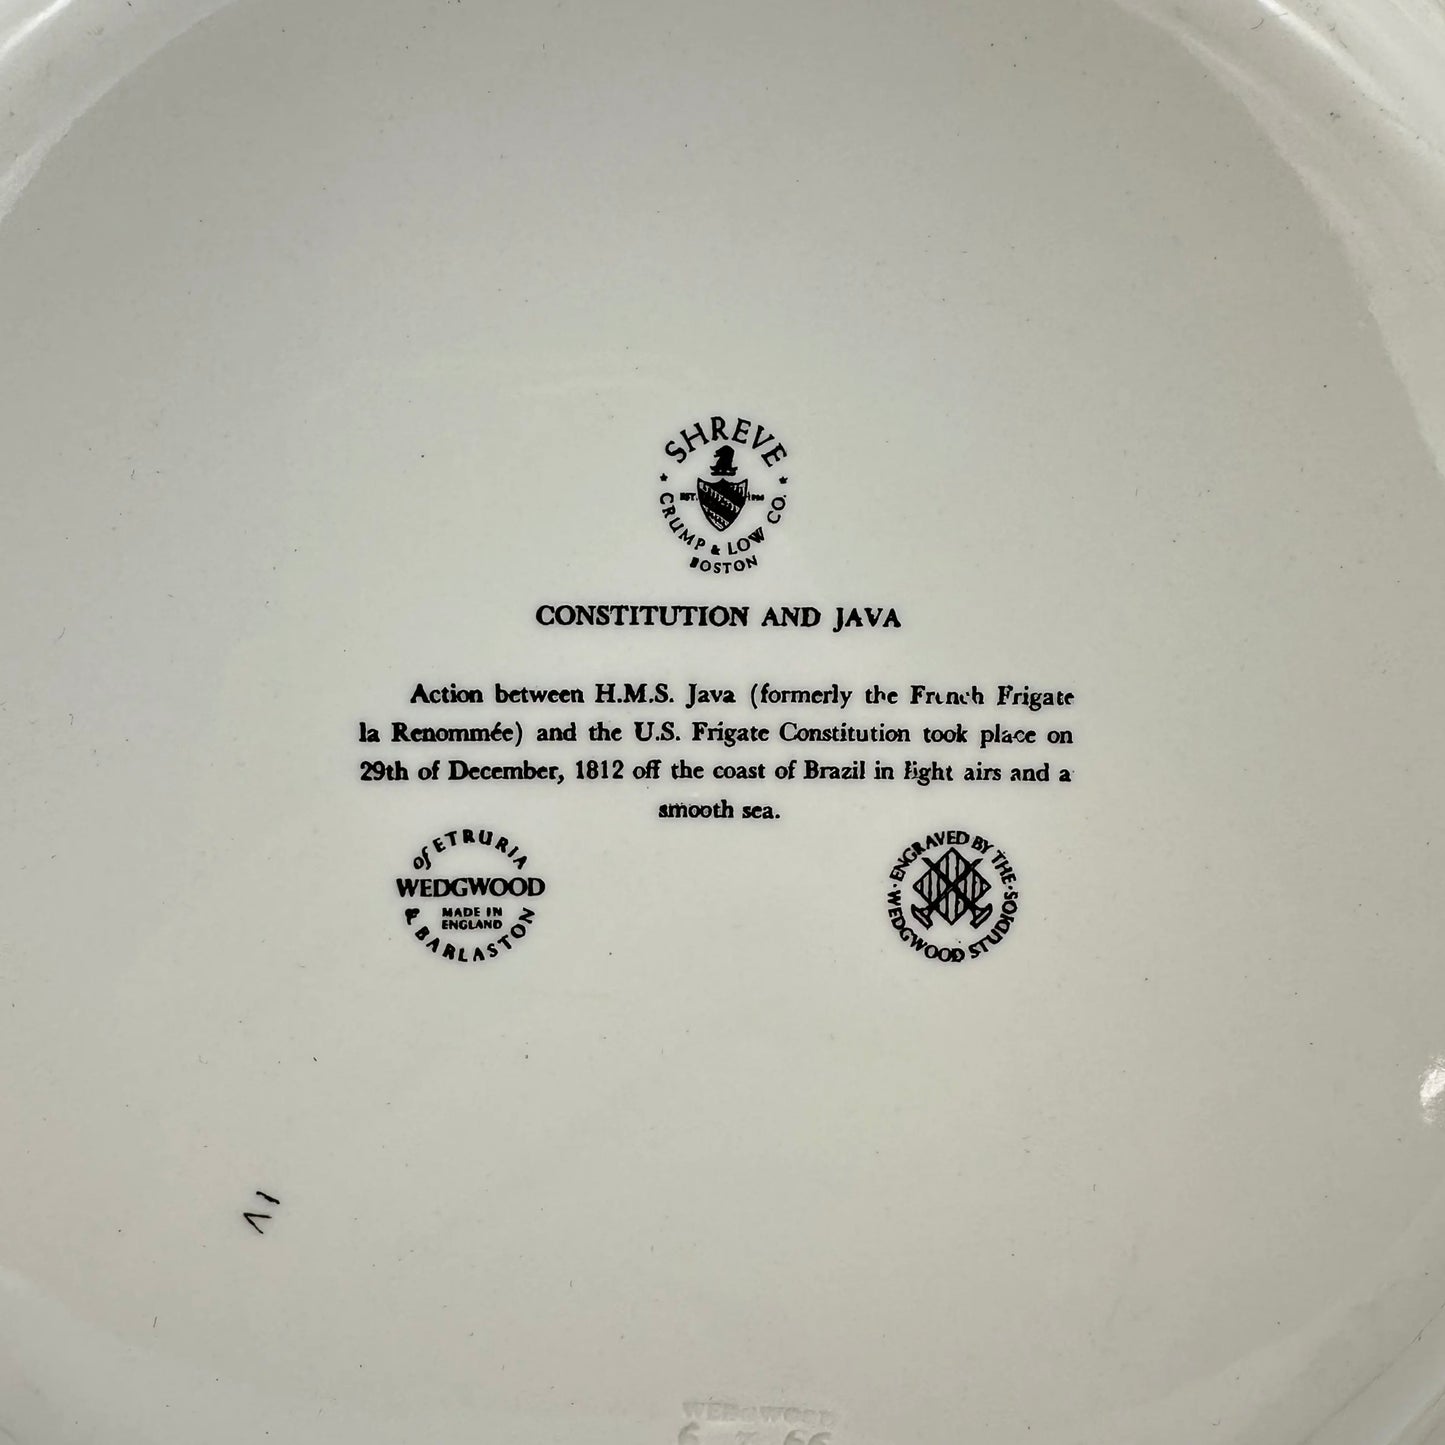 SHREVE
CRUMP & LOW CO.
BOSTON
CONSTITUTION AND JAVA
Action between H.M.S. Java (formerly the French Frigate
la Renommée) and the U.S. Frigate Constitution took place on
29th of December, 1812 off the coast of Brazil in light airs and a
smooth sea.
of ETRURIA
WEDGWOOD
MADE IN
ENGLAND
& BARLASTON
ENGRAVED BY THE
WEDGWOOD STUDIOS
WEDGWOOD